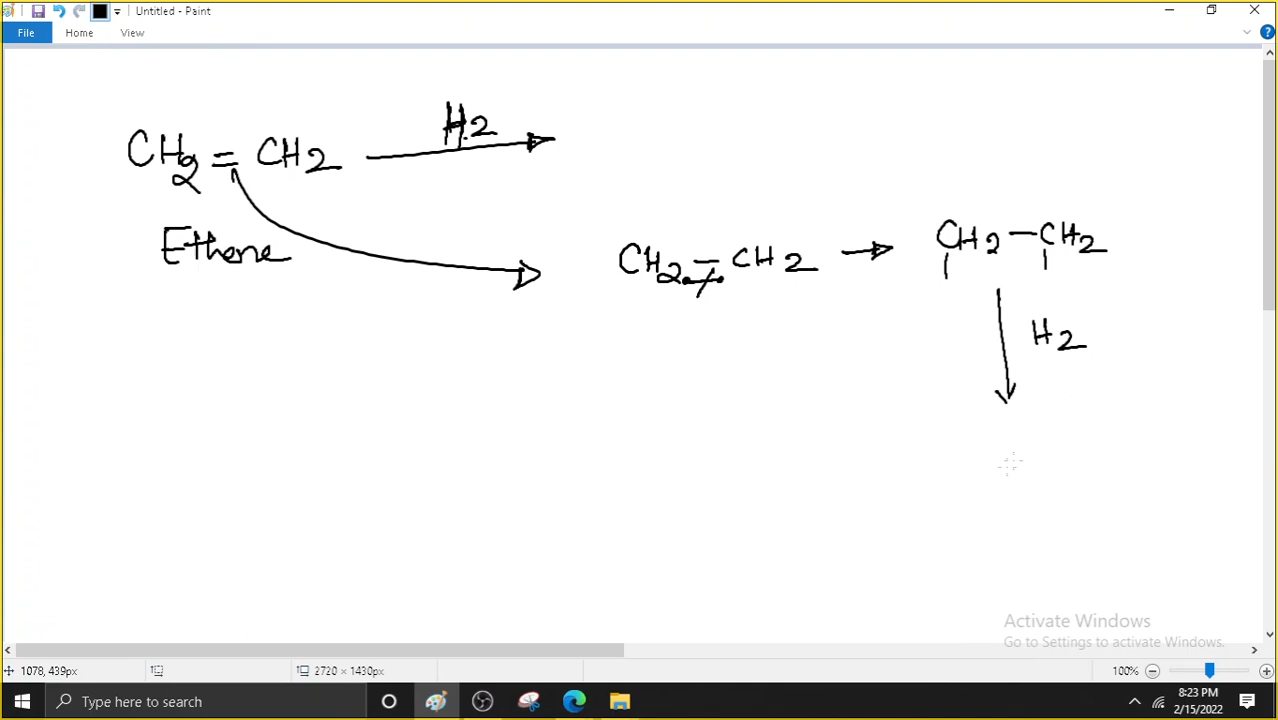 Untitled - Paint
File Home View
H2
CH2 = CH2
Ethene
CH2 = CH2
CH2 - CH2
H2
Activate Windows
Go to Settings to activate Windows.
1078, 439px
2720 × 1430px
100%
Type here to search
8:23 PM
2/15/2022